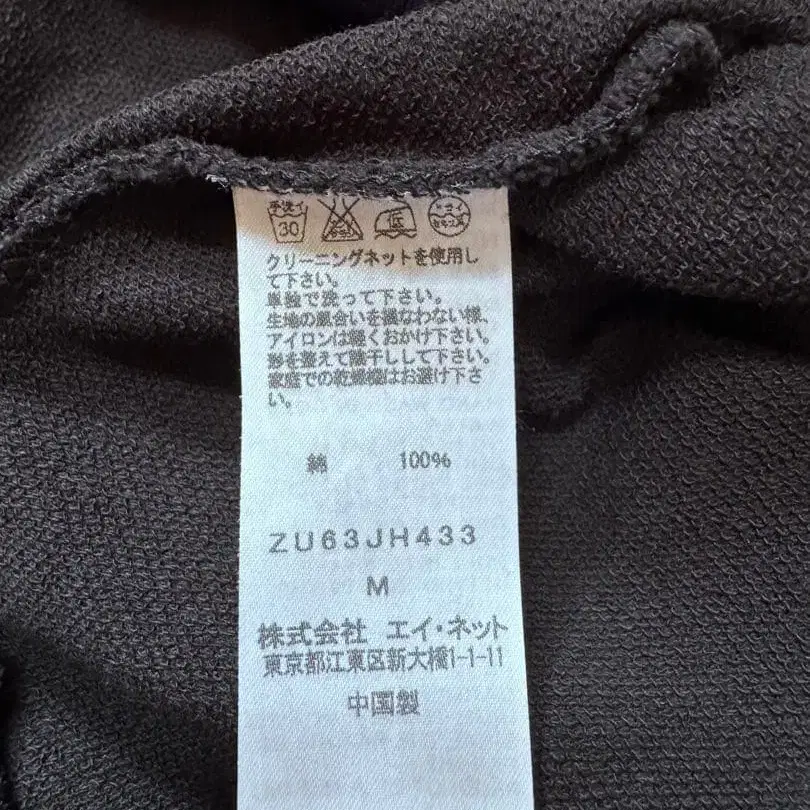 手洗イ 30 低 ドライ
クリーニングネットを使用し
て下さい。
単独で洗って下さい。
生地の風合いを損なわない様、
アイロンは軽くおかけ下さい。
形を整えて陰干しして下さい。
家庭での乾燥機はお避け下さ
い。
綿 100%
ZU63JH433
M
株式会社 エイ・ネット
東京都江東区新大橋1-1-11
中国製